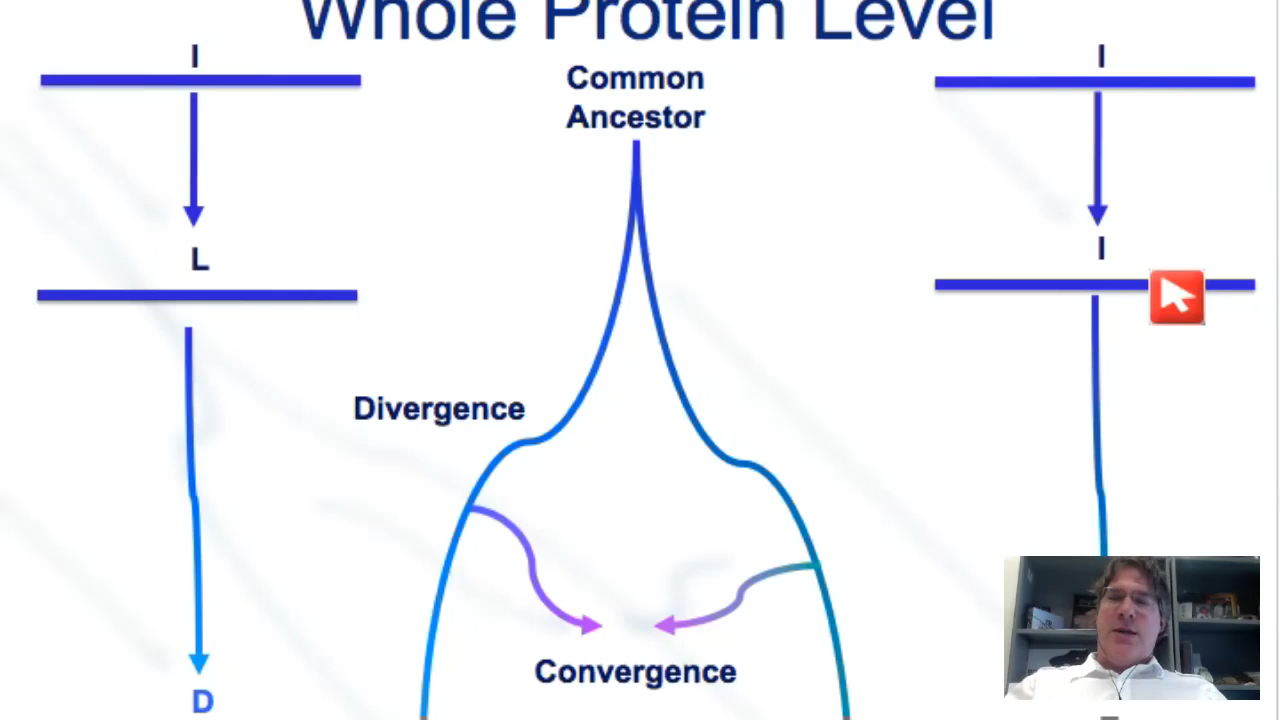 Whole Protein Level
I
I
Common
Ancestor
L
I
Divergence
Convergence
D